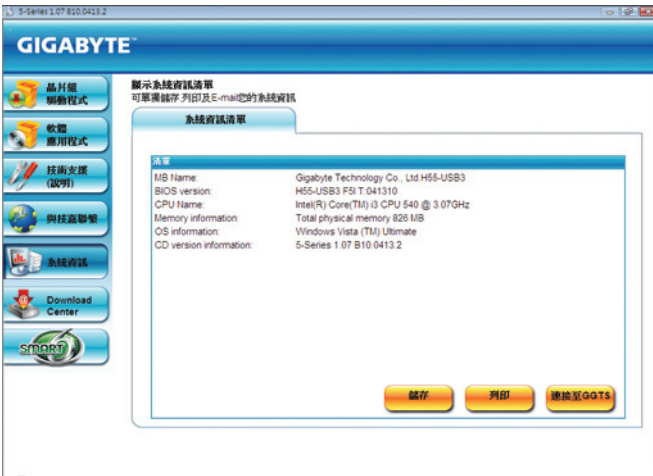 5-Series 1.07 B10.0413.2
GIGABYTE™
晶片組
驅動程式
軟體
應用程式
技術支援
(說明)
與技嘉聯繫
系統資訊
Download
Center
SMART
顯示系統資訊清單
可單獨儲存.列印及E-mail您的系統資訊
系統資訊清單
清單
MB Name: Gigabyte Technology Co., Ltd.H55-USB3
BIOS version: H55-USB3 F5I T:041310
CPU Name: Intel(R) Core(TM) i3 CPU 540 @ 3.07GHz
Memory information: Total physical memory 826 MB
OS information: Windows Vista (TM) Ultimate
CD version information: 5-Series 1.07 B10.0413.2
儲存 列印 連接至GGTS